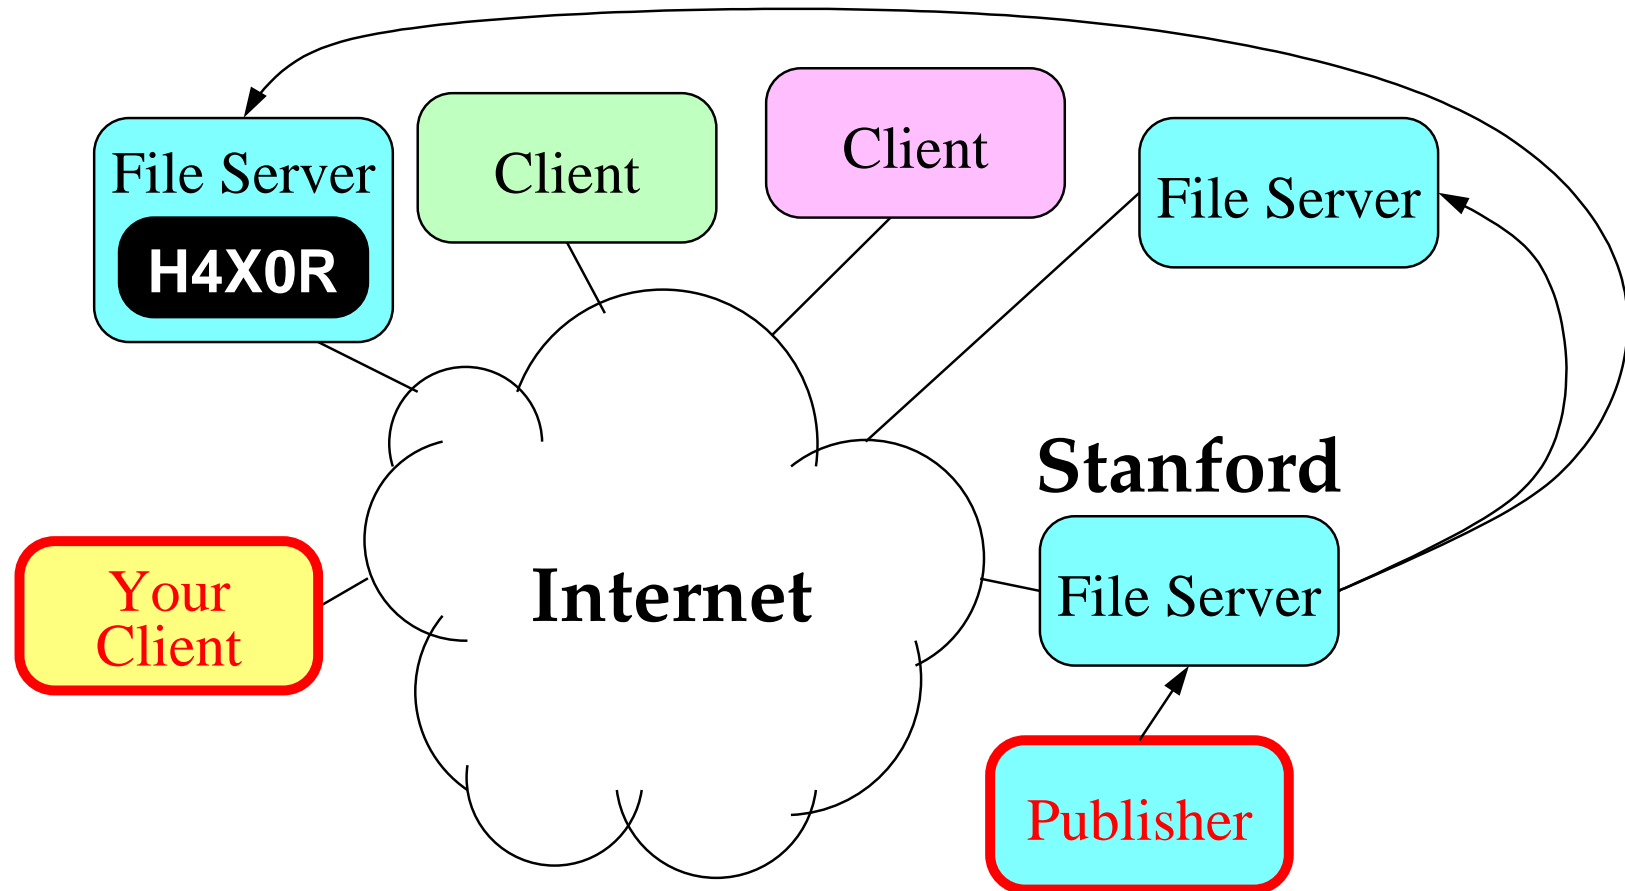 File Server
H4X0R
Client
Client
File Server
Stanford
File Server
Internet
Your
Client
Publisher